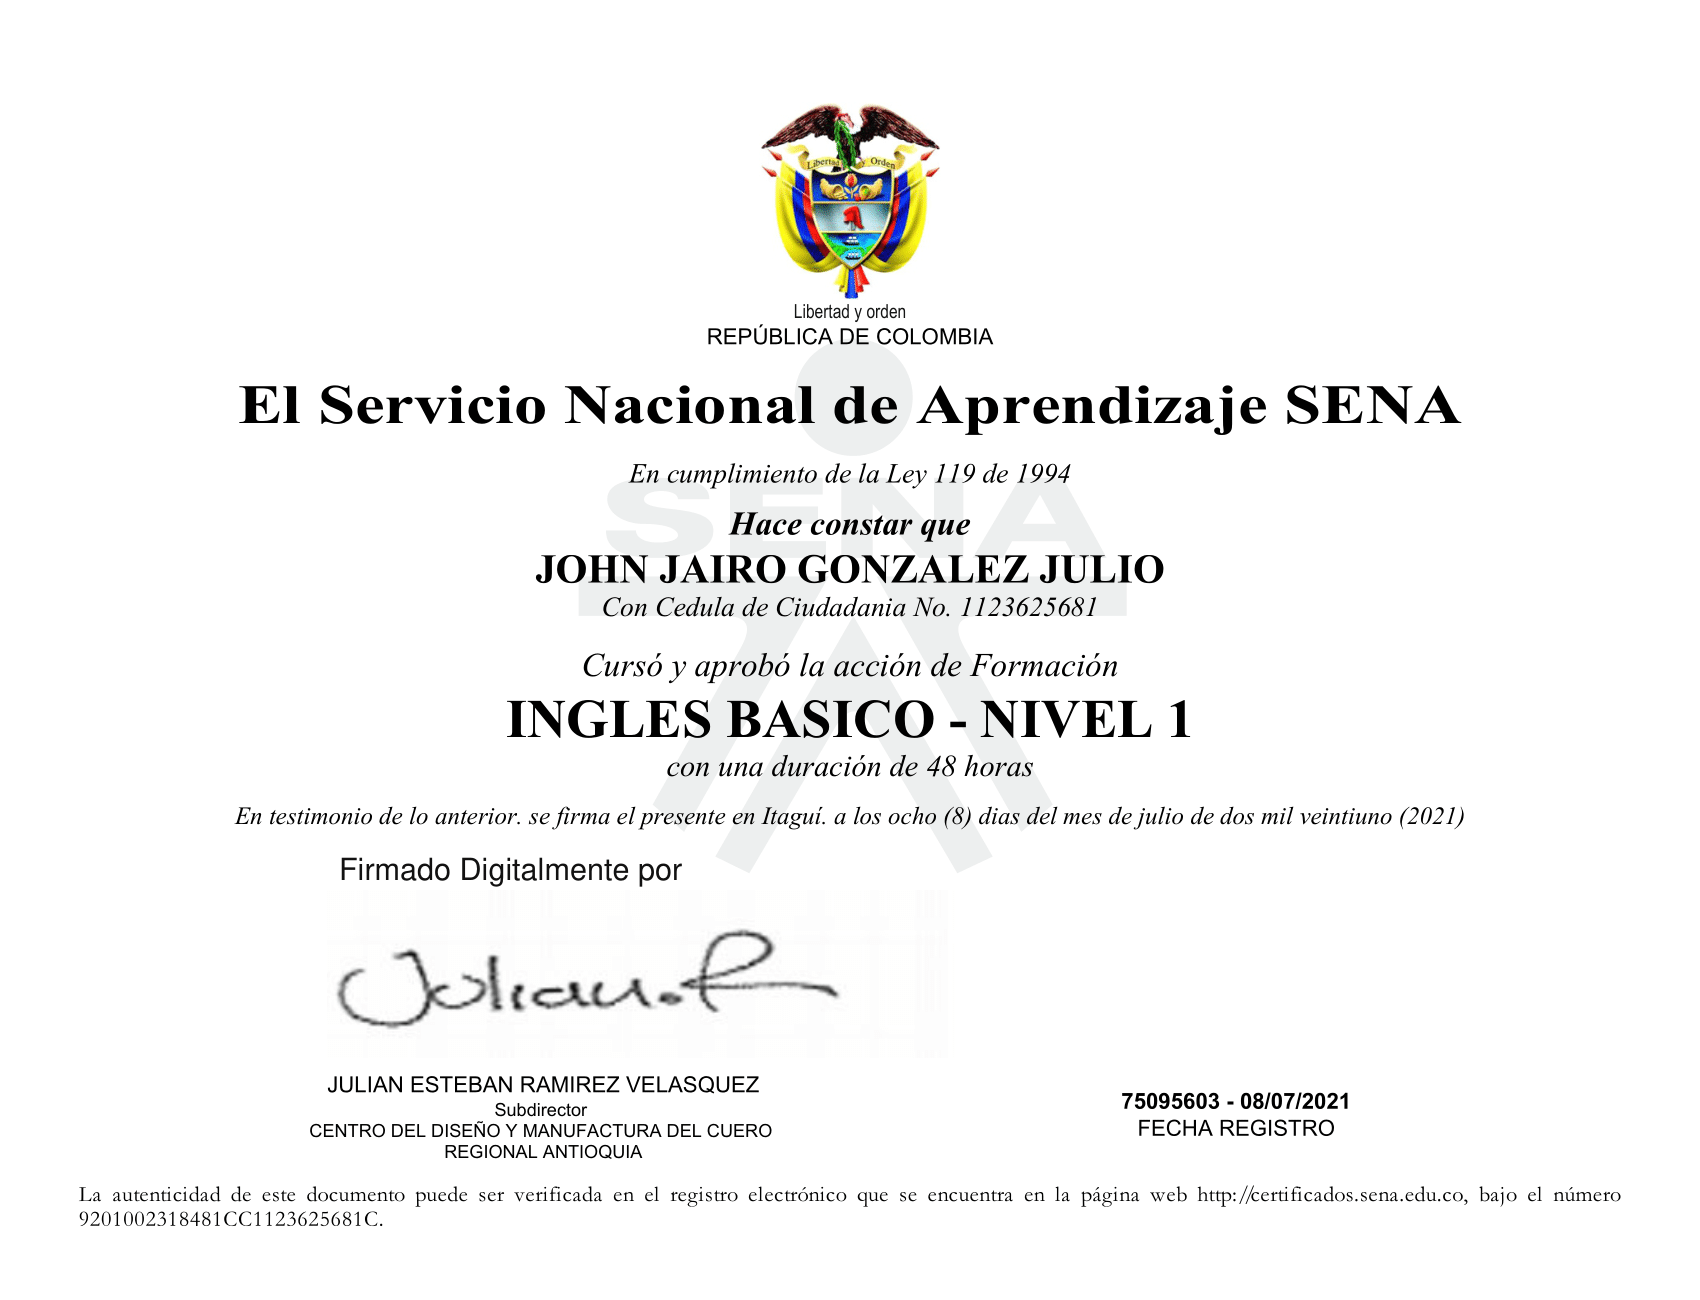 Libertad y Orden
Libertad y orden
REPÚBLICA DE COLOMBIA
El Servicio Nacional de Aprendizaje SENA
En cumplimiento de la Ley 119 de 1994
SENA
Hace constar que
JOHN JAIRO GONZALEZ JULIO
Con Cedula de Ciudadania No. 1123625681
Cursó y aprobó la acción de Formación
INGLES BASICO - NIVEL 1
con una duración de 48 horas
En testimonio de lo anterior. se firma el presente en Itaguí. a los ocho (8) dias del mes de julio de dos mil veintiuno (2021)
Firmado Digitalmente por
Julian.R
JULIAN ESTEBAN RAMIREZ VELASQUEZ
Subdirector
CENTRO DEL DISEÑO Y MANUFACTURA DEL CUERO
REGIONAL ANTIOQUIA
75095603 - 08/07/2021
FECHA REGISTRO
La autenticidad de este documento puede ser verificada en el registro electrónico que se encuentra en la página web http://certificados.sena.edu.co, bajo el número
9201002318481CC1123625681C.